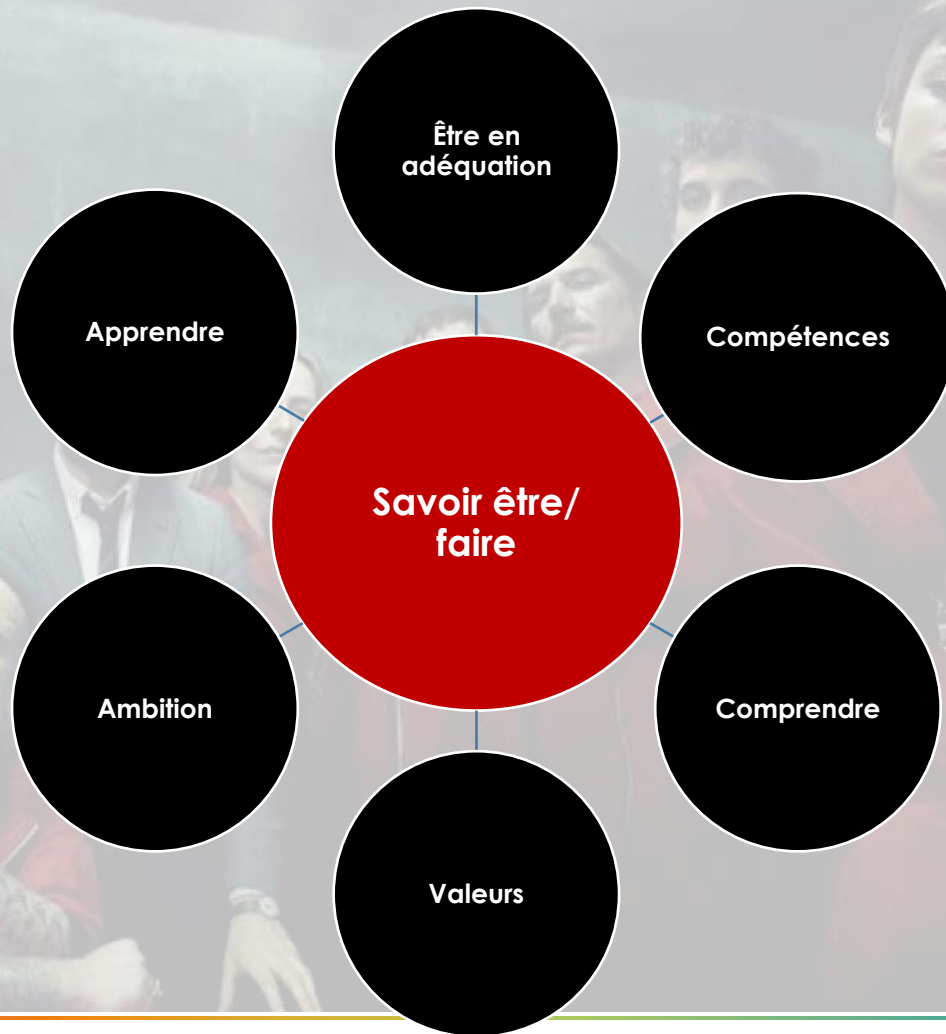 Être en
adéquation
Apprendre
Compétences
Savoir être/
faire
Ambition
Comprendre
Valeurs